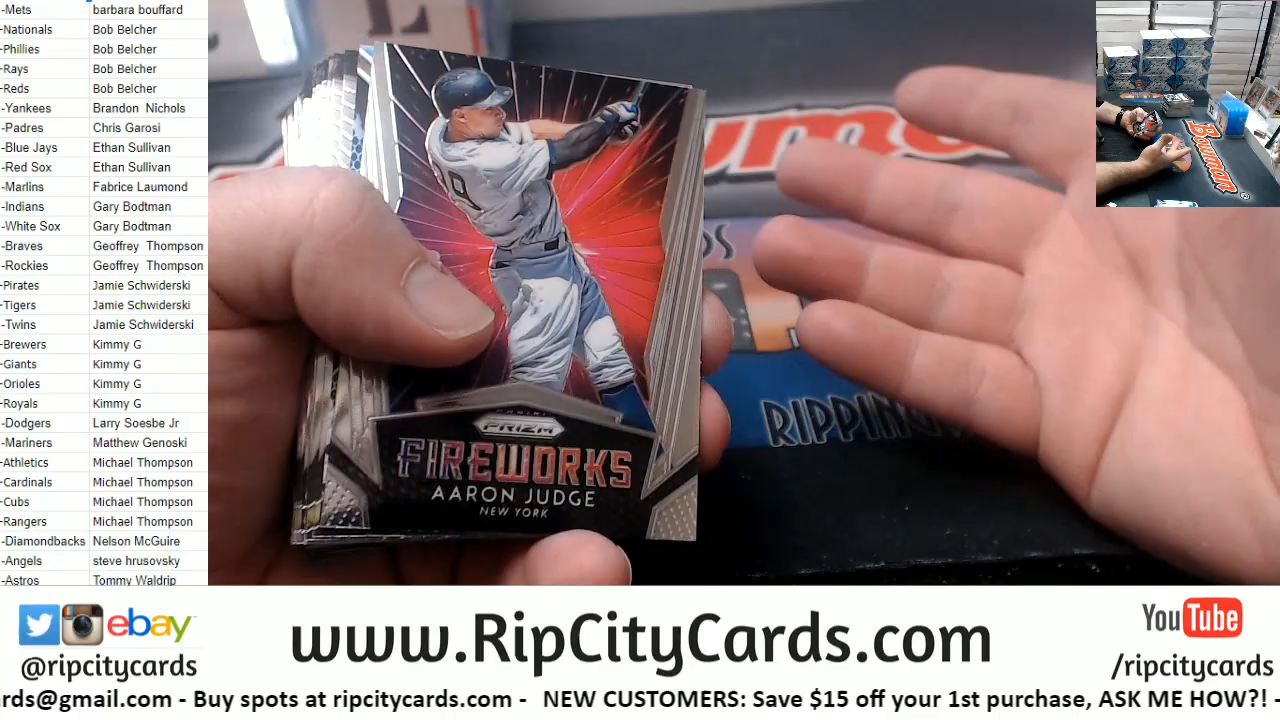 -Mets barbara bouffard
-Nationals Bob Belcher
-Phillies Bob Belcher
-Rays Bob Belcher
-Reds Bob Belcher
-Yankees Brandon Nichols
-Padres Chris Garosi
-Blue Jays Ethan Sullivan
-Red Sox Ethan Sullivan
-Marlins Fabrice Laumond
-Indians Gary Bodtman
-White Sox Gary Bodtman
-Braves Geoffrey Thompson
-Rockies Geoffrey Thompson
-Pirates Jamie Schwiderski
-Tigers Jamie Schwiderski
-Twins Jamie Schwiderski
-Brewers Kimmy G
-Giants Kimmy G
-Orioles Kimmy G
-Royals Kimmy G
-Dodgers Larry Soesbe Jr
-Mariners Matthew Genoski
-Athletics Michael Thompson
-Cardinals Michael Thompson
-Cubs Michael Thompson
-Rangers Michael Thompson
-Diamondbacks Nelson McGuire
-Angels steve hrusovsky
-Astros Tommy Waldrip
9
PANINI
PRIZM
FIREWORKS
AARON JUDGE
NEW YORK
RIPPING
Bowman
ebay
@ripcitycards
www.RipCityCards.com
YouTube
/ripcitycards
rds@gmail.com - Buy spots at ripcitycards.com - NEW CUSTOMERS: Save $15 off your 1st purchase, ASK ME HOW?! -